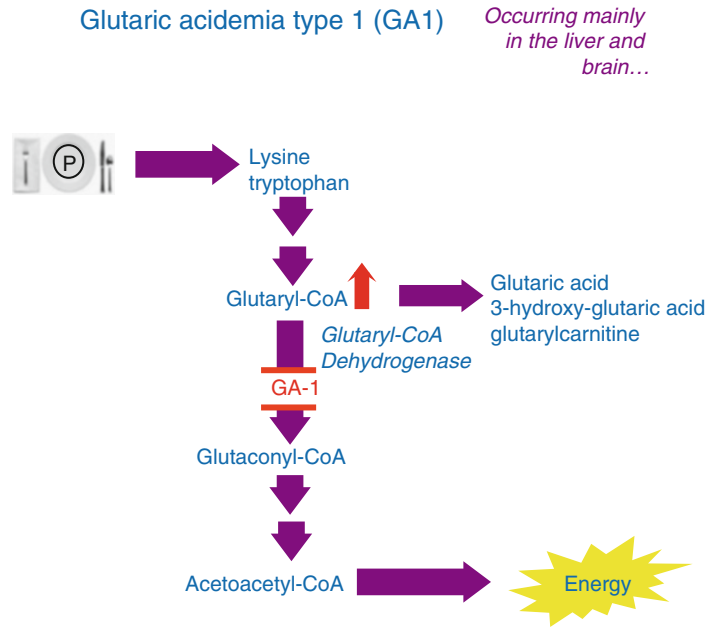 Glutaric acidemia type 1 (GA1)
Occurring mainly
in the liver and
brain…
P
Lysine
tryptophan
Glutaryl-CoA
Glutaric acid
3-hydroxy-glutaric acid
glutarylcarnitine
Glutaryl-CoA
Dehydrogenase
GA-1
Glutaconyl-CoA
Acetoacetyl-CoA
Energy